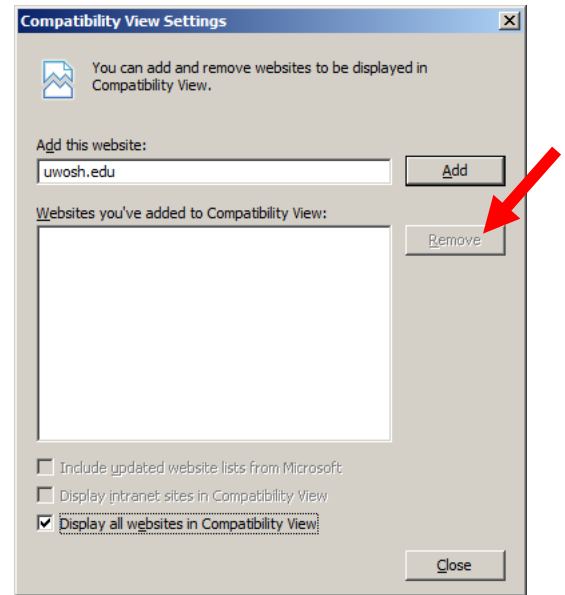 Compatibility View Settings
You can add and remove websites to be displayed in
Compatibility View.
Add this website:
uwosh.edu
Add
Websites you've added to Compatibility View:
Remove
Include updated website lists from Microsoft
Display intranet sites in Compatibility View
Display all websites in Compatibility View
Close